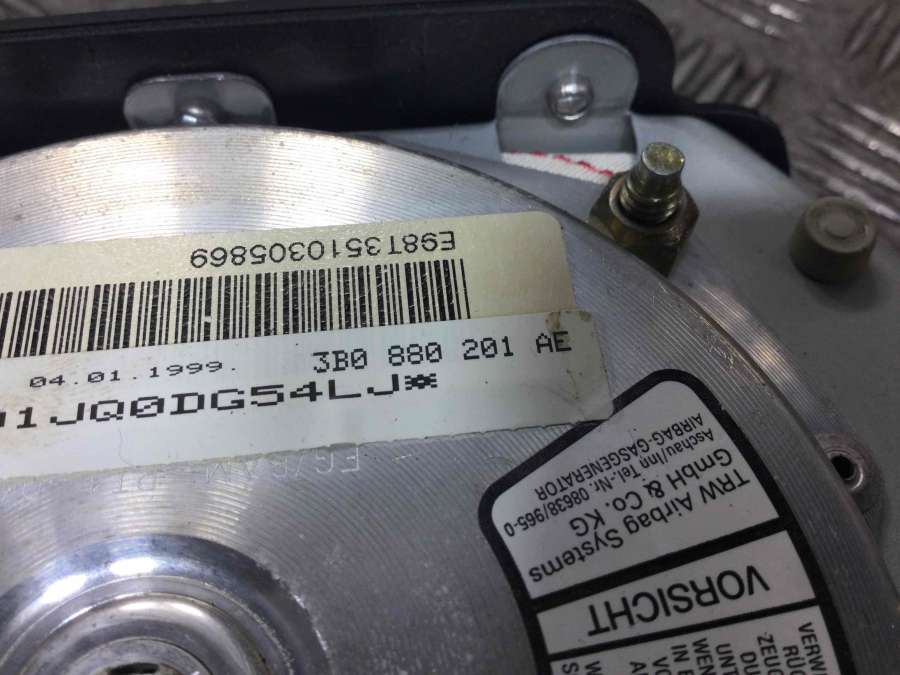 E98T3510305869
04.01.1999. 3B0 880 201 AE
1JQ0DG54LJ*
TRW Airbag Systems
GmbH & Co. KG
Aschau/Inn Tel.-Nr. 08638/965-0
AIRBAG-GASGENERATOR
VORSICHT